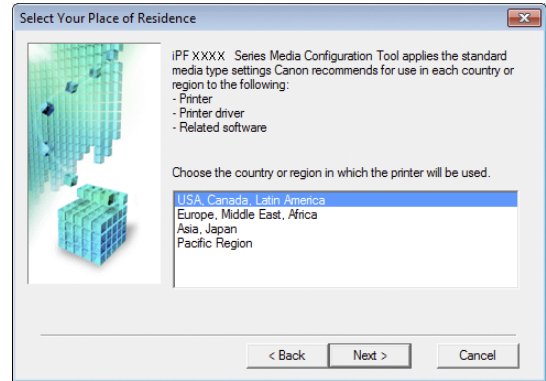 Select Your Place of Residence
iPF XXXX Series Media Configuration Tool applies the standard
media type settings Canon recommends for use in each country or
region to the following:
- Printer
- Printer driver
- Related software
Choose the country or region in which the printer will be used.
USA, Canada, Latin America
Europe, Middle East, Africa
Asia, Japan
Pacific Region
< Back
Next >
Cancel